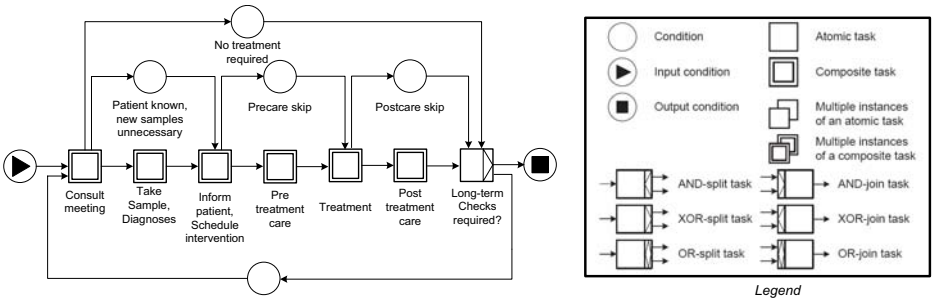 No treatment
required
Patient known,
new samples
unnecessary
Precare skip
Postcare skip
Consult
meeting
Take
Sample,
Diagnoses
Inform
patient,
Schedule
intervention
Pre
treatment
care
Treatment
Post
treatment
care
Long-term
Checks
required?
Condition
Atomic task
Input condition
Composite task
Output condition
Multiple instances
of an atomic task
Multiple instances
of a composite task
AND-split task
AND-join task
XOR-split task
XOR-join task
OR-split task
OR-join task
Legend